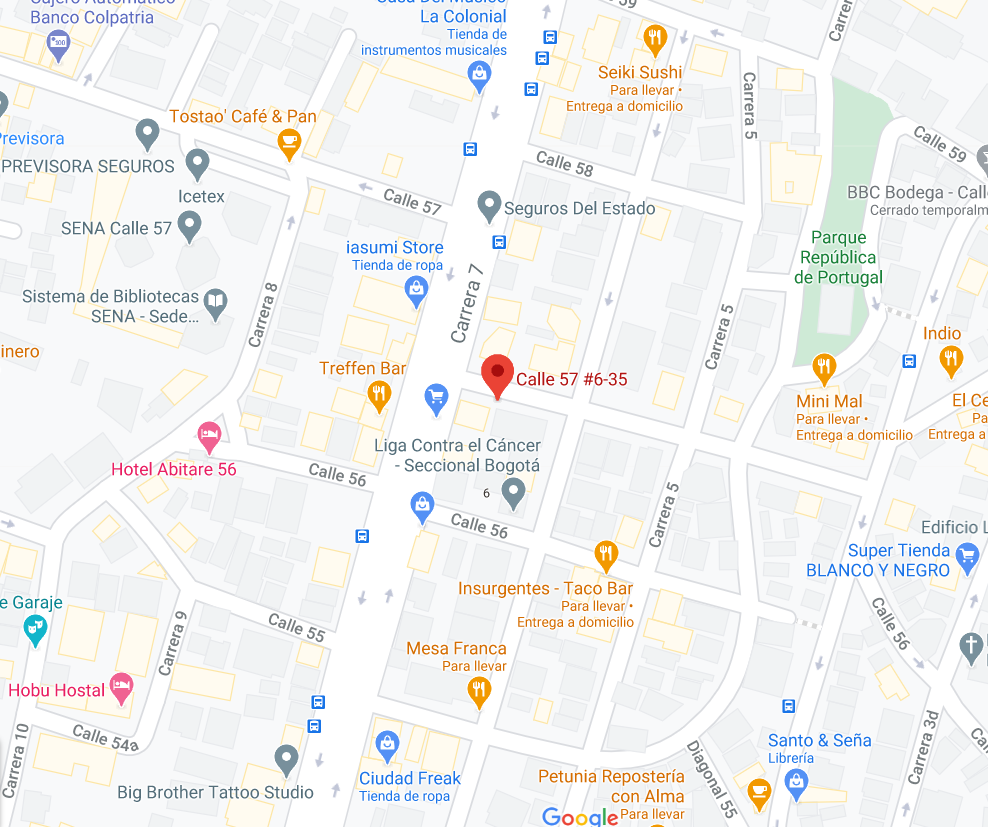 Cajero Automático
Banco Colpatria
Casa Del Músico
La Colonial
Tienda de
instrumentos musicales
59
Seiki Sushi
Para llevar •
Entrega a domicilio
Carrera 5
Tostao' Café & Pan
Previsora
PREVISORA SEGUROS
Icetex
Calle 58
Calle 57
Calle 59
BBC Bodega - Calle
Cerrado temporalm
SENA Calle 57
Seguros Del Estado
iasumi Store
Tienda de ropa
Parque
República
de Portugal
Carrera 7
Sistema de Bibliotecas
SENA - Sede...
Carrera 8
Carrera 5
Indio
inero
Treffen Bar
Calle 57 #6-35
Mini Mal
Para llevar •
Entrega a domicilio
El Ce
Pa
Entrega a
Liga Contra el Cáncer
- Seccional Bogotá
6
Hotel Abitare 56
Calle 56
Calle 56
Carrera 5
Edificio L
Super Tienda
BLANCO Y NEGRO
Insurgentes - Taco Bar
Para llevar •
Entrega a domicilio
e Garaje
Carrera 9
Calle 55
Calle 56
Mesa Franca
Para llevar
Hobu Hostal
Calle 54a
Carrera 10
Carrera 3d
Santo & Seña
Librería
Diagonal 55
Big Brother Tattoo Studio
Ciudad Freak
Tienda de ropa
Petunia Repostería
con Alma
Para llevar
Google